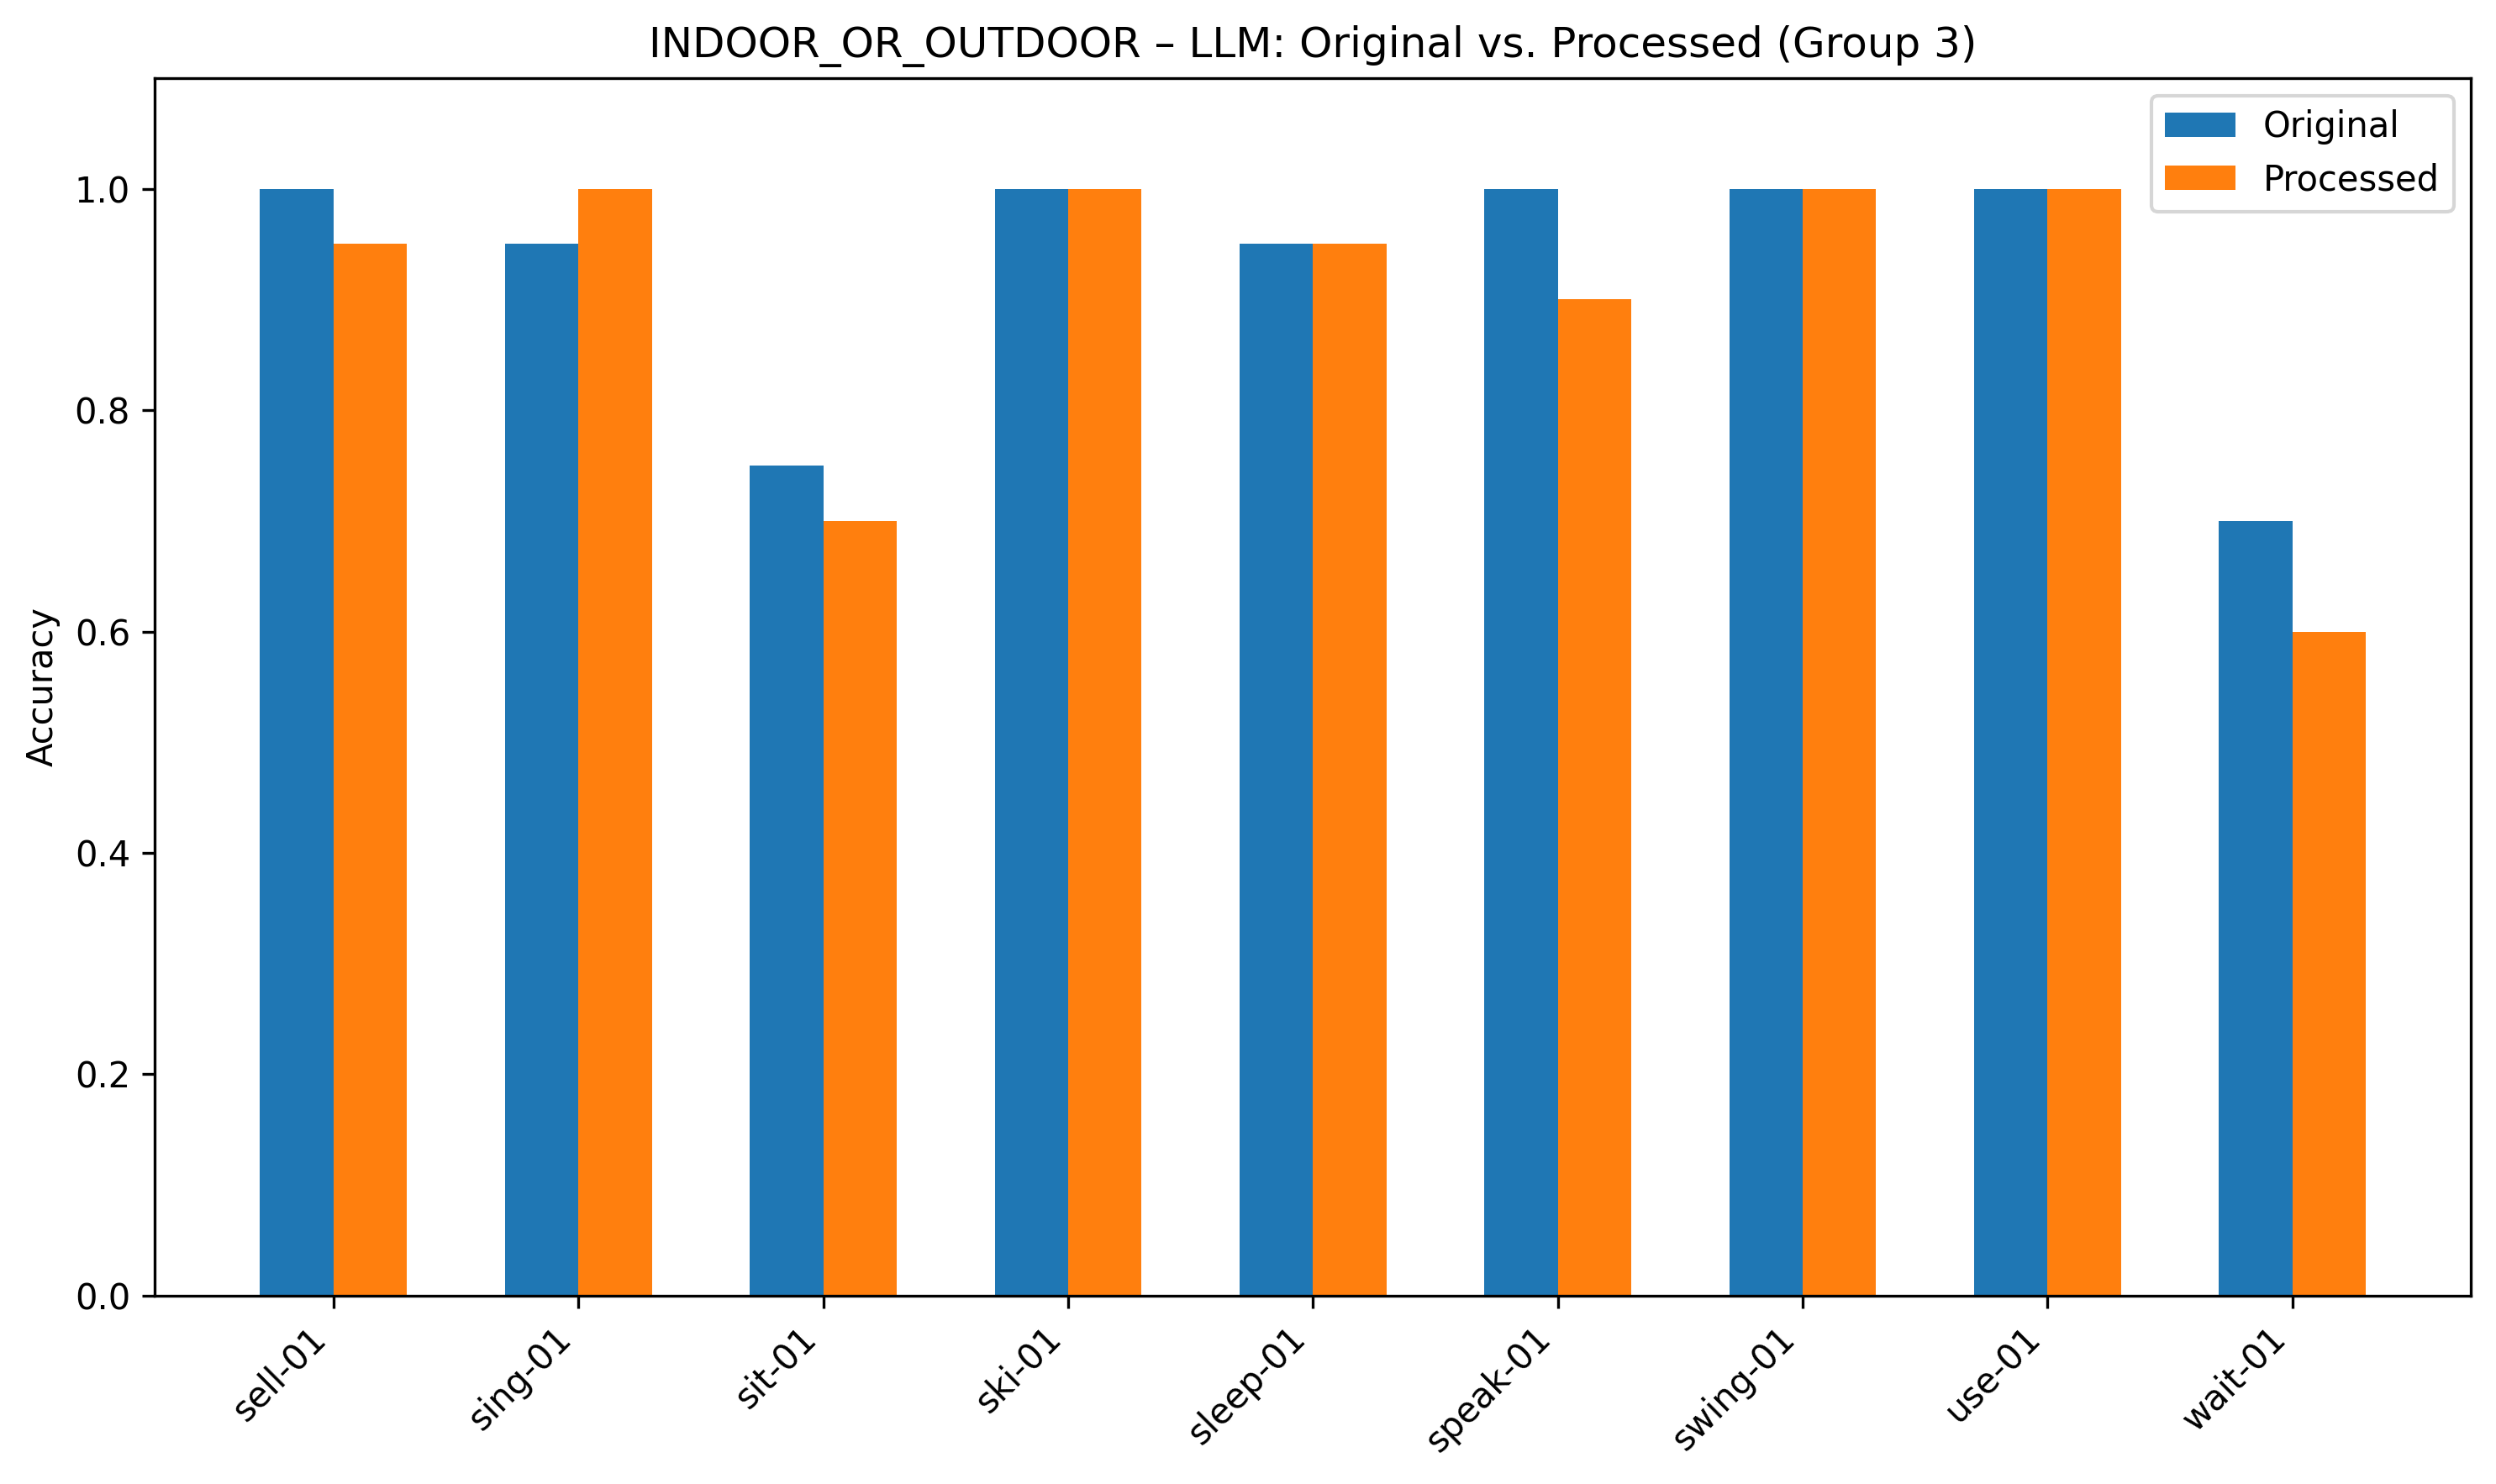 INDOOR_OR_OUTDOOR – LLM: Original vs. Processed (Group 3)
Original
Processed
Accuracy
1.0
0.8
0.6
0.4
0.2
0.0
sell-01
sing-01
sit-01
ski-01
sleep-01
speak-01
swing-01
use-01
wait-01